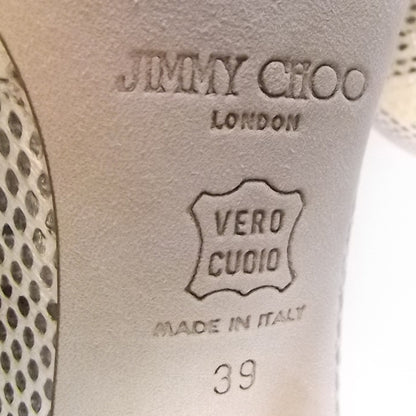 JIMMY CHOO
LONDON
VERO
CUOIO
MADE IN ITALY
39